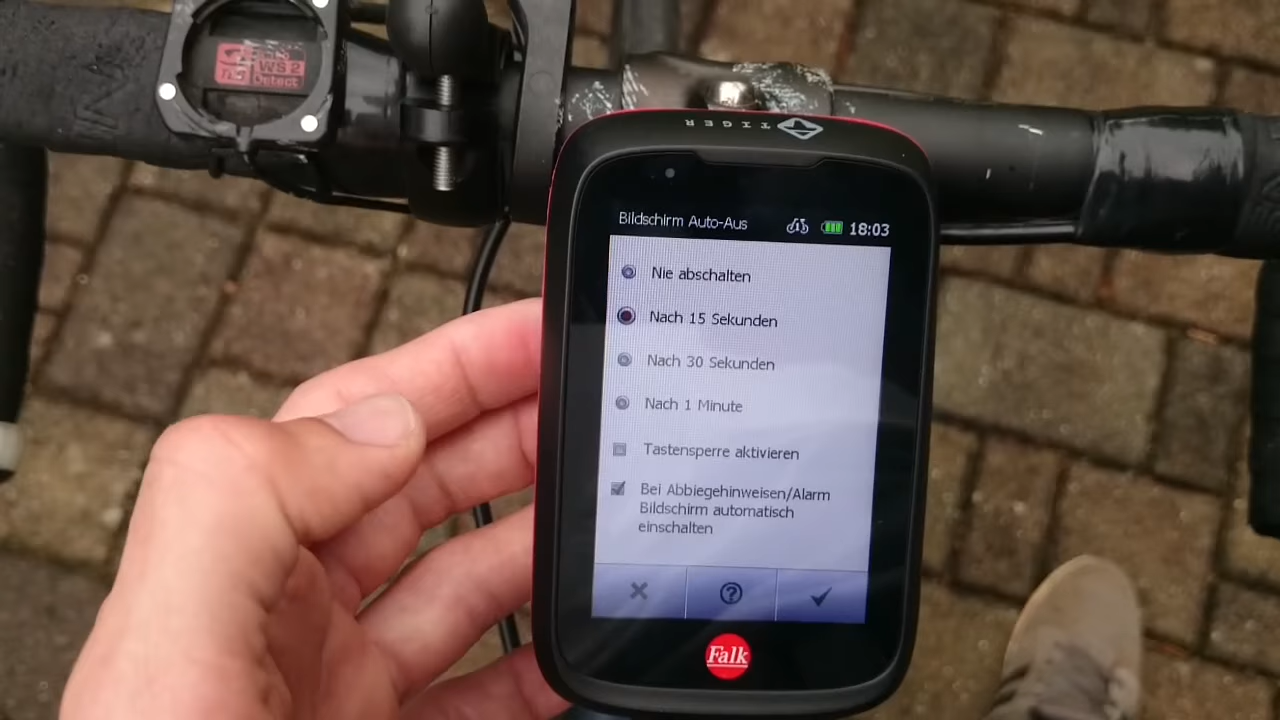 WS 2
Detect
TIGER
Bildschirm Auto-Aus
18:03
Nie abschalten
Nach 15 Sekunden
Nach 30 Sekunden
Nach 1 Minute
Tastensperre aktivieren
Bei Abbiegehinweisen/Alarm
Bildschirm automatisch
einschalten
Falk